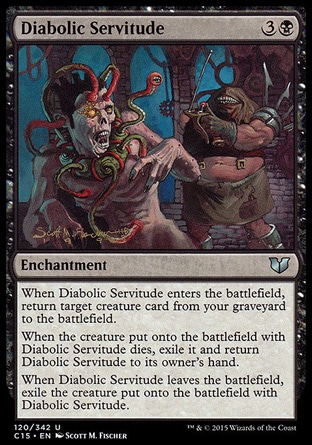 Diabolic Servitude 3
Scott M. Fischer
Enchantment
When Diabolic Servitude enters the battlefield,
return target creature card from your graveyard
to the battlefield.
When the creature put onto the battlefield with
Diabolic Servitude dies, exile it and return
Diabolic Servitude to its owner's hand.
When Diabolic Servitude leaves the battlefield,
exile the creature put onto the battlefield with
Diabolic Servitude.
120/342 U
C15 • EN SCOTT M. FISCHER
™ & © 2015 Wizards of the Coast